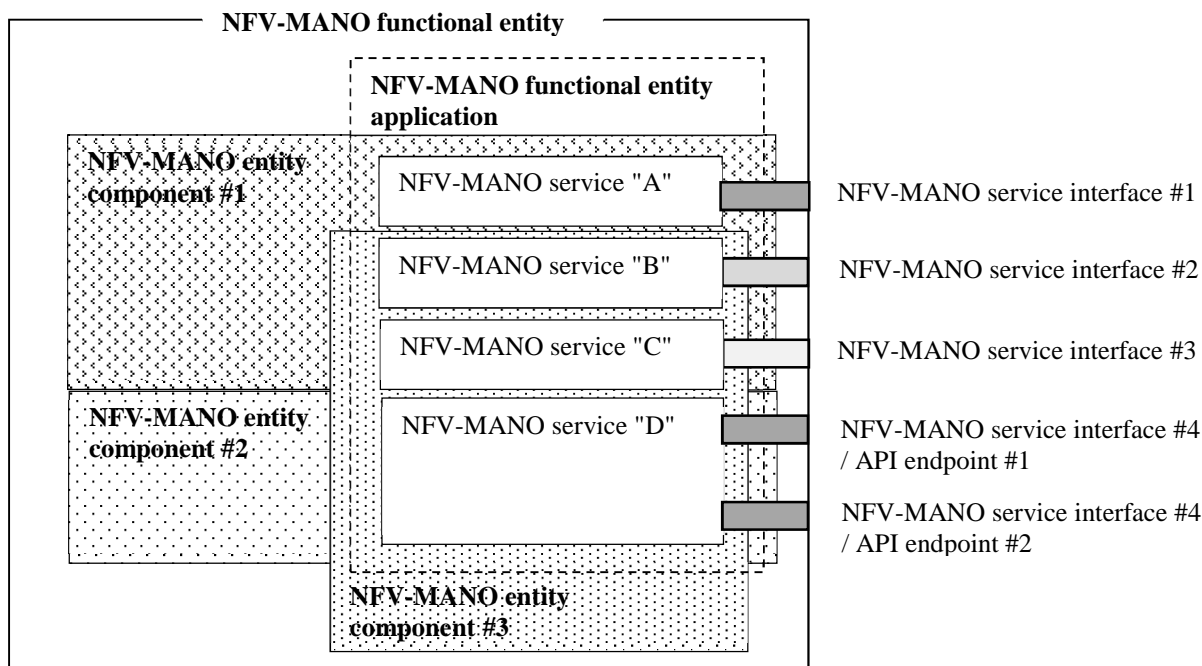 NFV-MANO functional entity
NFV-MANO functional entity
application
NFV-MANO entity
component #1
NFV-MANO service "A"
NFV-MANO service interface #1
NFV-MANO service "B"
NFV-MANO service interface #2
NFV-MANO service "C"
NFV-MANO service interface #3
NFV-MANO entity
component #2
NFV-MANO service "D"
NFV-MANO service interface #4
/ API endpoint #1
NFV-MANO service interface #4
/ API endpoint #2
NFV-MANO entity
component #3